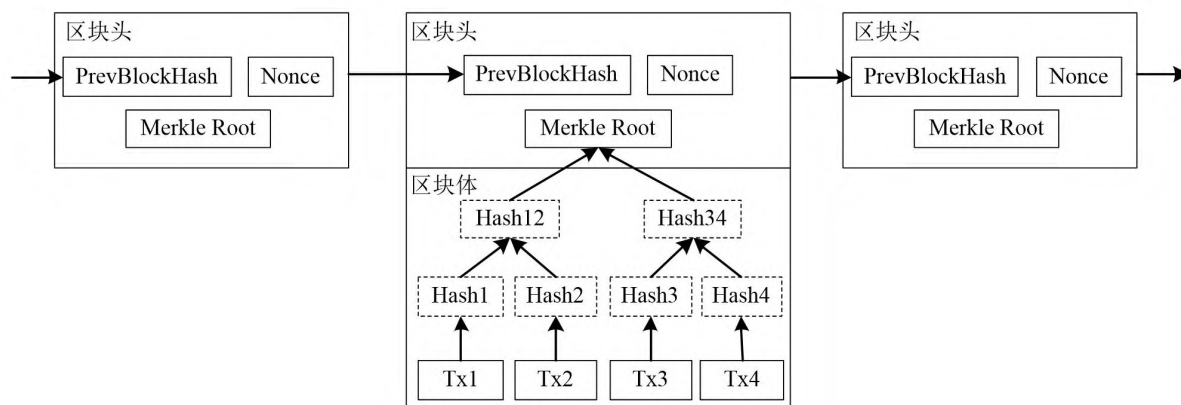 区块头
PrevBlockHash
Nonce
Merkle Root
区块头
PrevBlockHash
Nonce
Merkle Root
区块体
Hash12
Hash34
Hash1
Hash2
Hash3
Hash4
Tx1
Tx2
Tx3
Tx4
区块头
PrevBlockHash
Nonce
Merkle Root